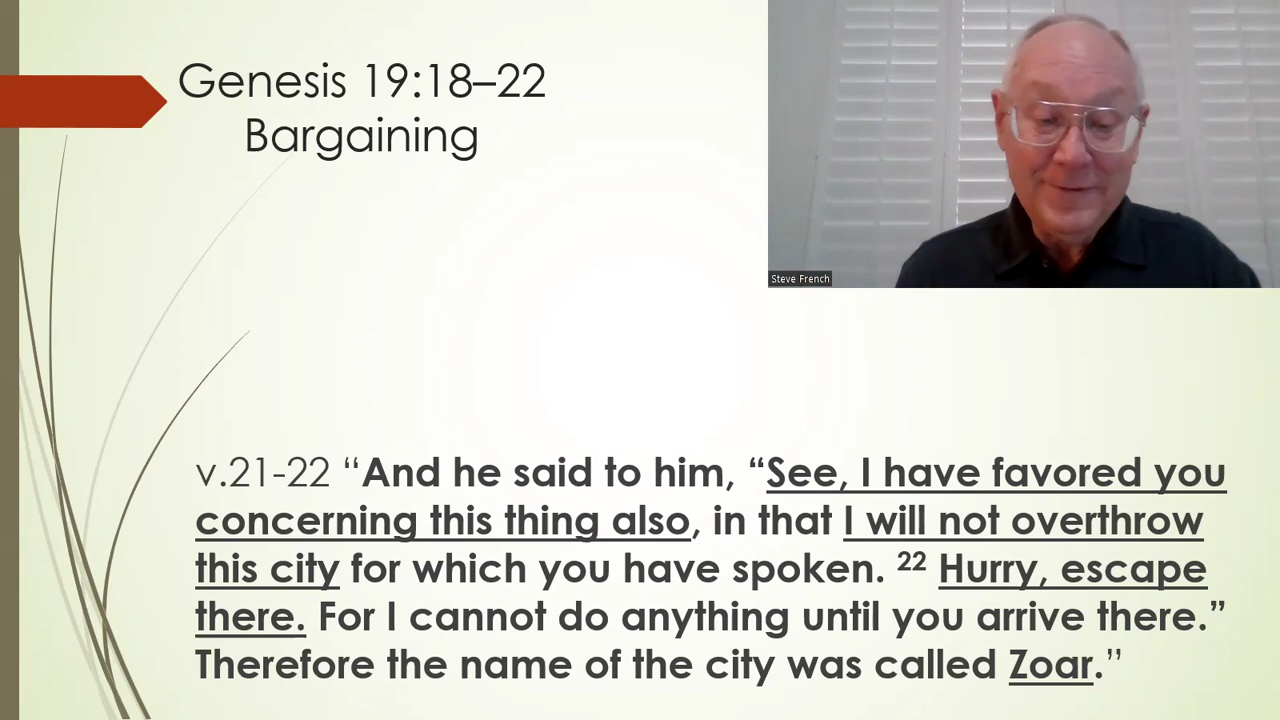 Genesis 19:18–22
Bargaining
Steve French
v.21-22 “And he said to him, “See, I have favored you
concerning this thing also, in that I will not overthrow
this city for which you have spoken. ²² Hurry, escape
there. For I cannot do anything until you arrive there.”
Therefore the name of the city was called Zoar.”